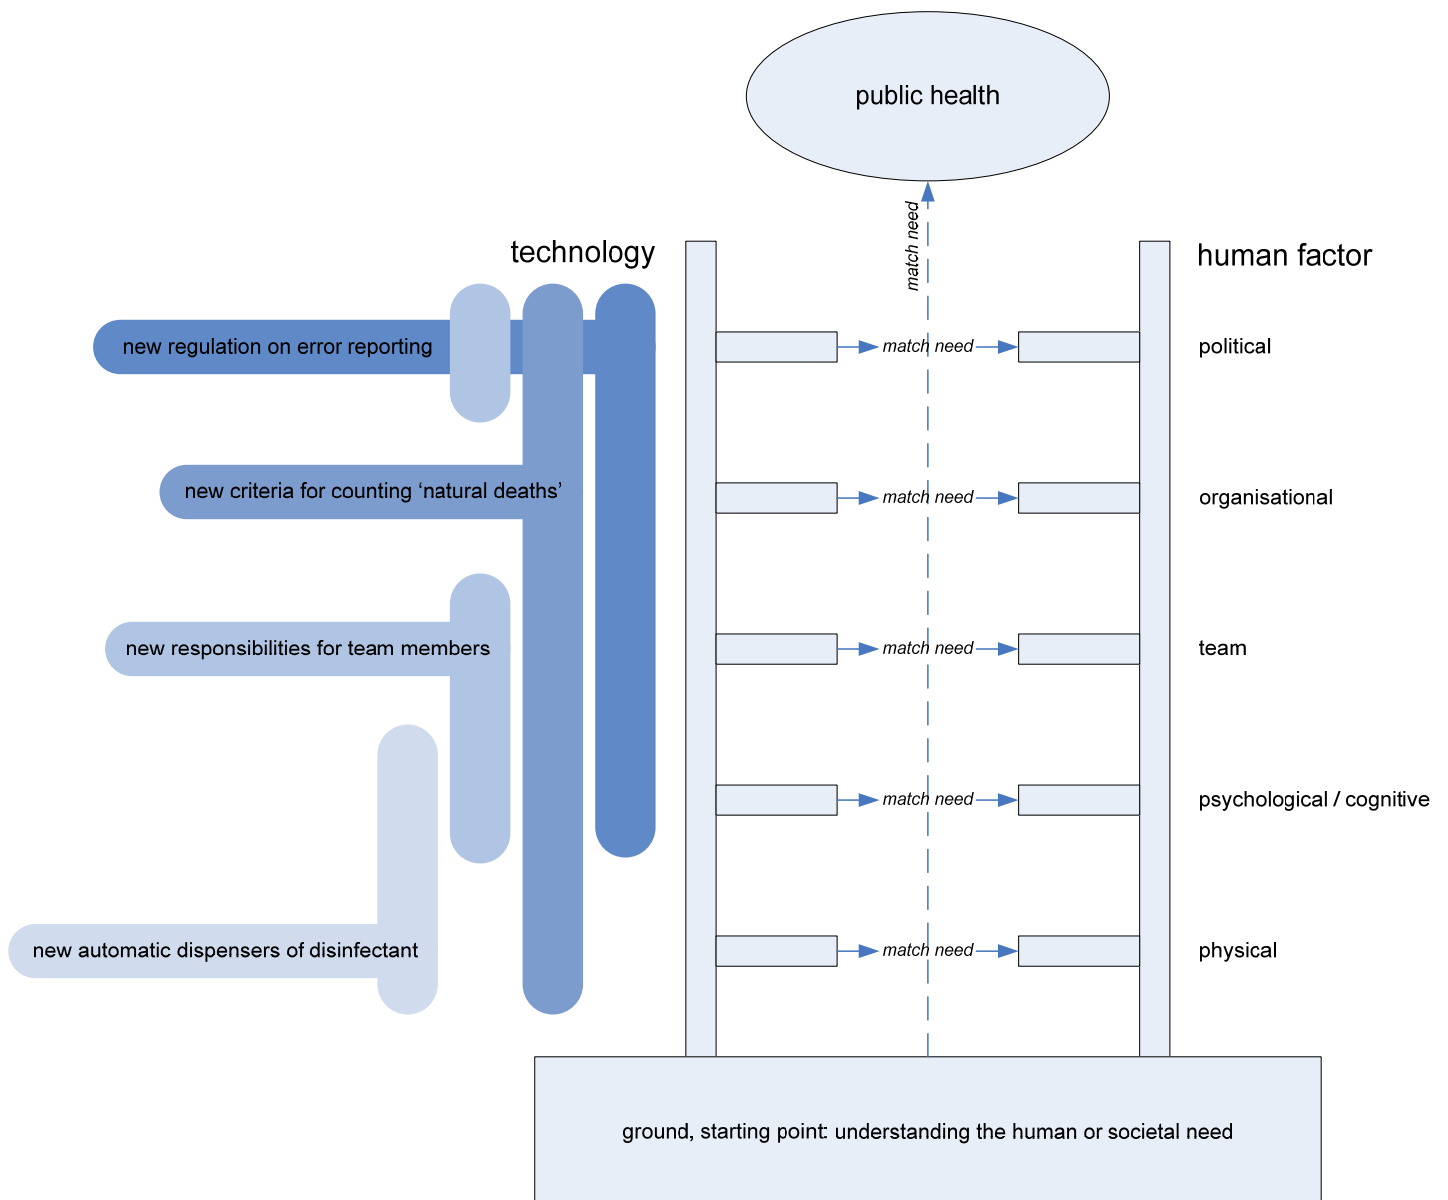 public health
match need
technology
human factor
new regulation on error reporting
match need
political
new criteria for counting ‘natural deaths’
match need
organisational
new responsibilities for team members
match need
team
match need
psychological / cognitive
new automatic dispensers of disinfectant
match need
physical
ground, starting point: understanding the human or societal need